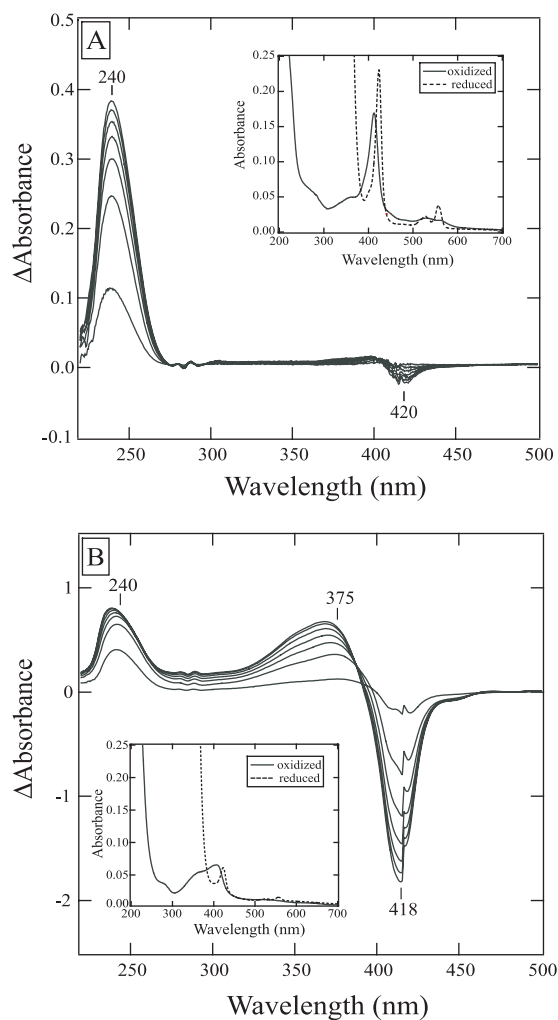 A
0.5
0.4
0.3
0.2
0.1
0.0
-0.1
ΔAbsorbance
240
420
250 300 350 400 450 500
Wavelength (nm)
0.25
0.20
0.15
0.10
0.05
0.00
Absorbance
oxidized
reduced
200 300 400 500 600 700
Wavelength (nm)
B
1
0
-1
-2
ΔAbsorbance
240
375
418
0.25
0.20
0.15
0.10
0.05
0.00
Absorbance
oxidized
reduced
200 300 400 500 600 700
Wavelength (nm)
250 300 350 400 450 500
Wavelength (nm)